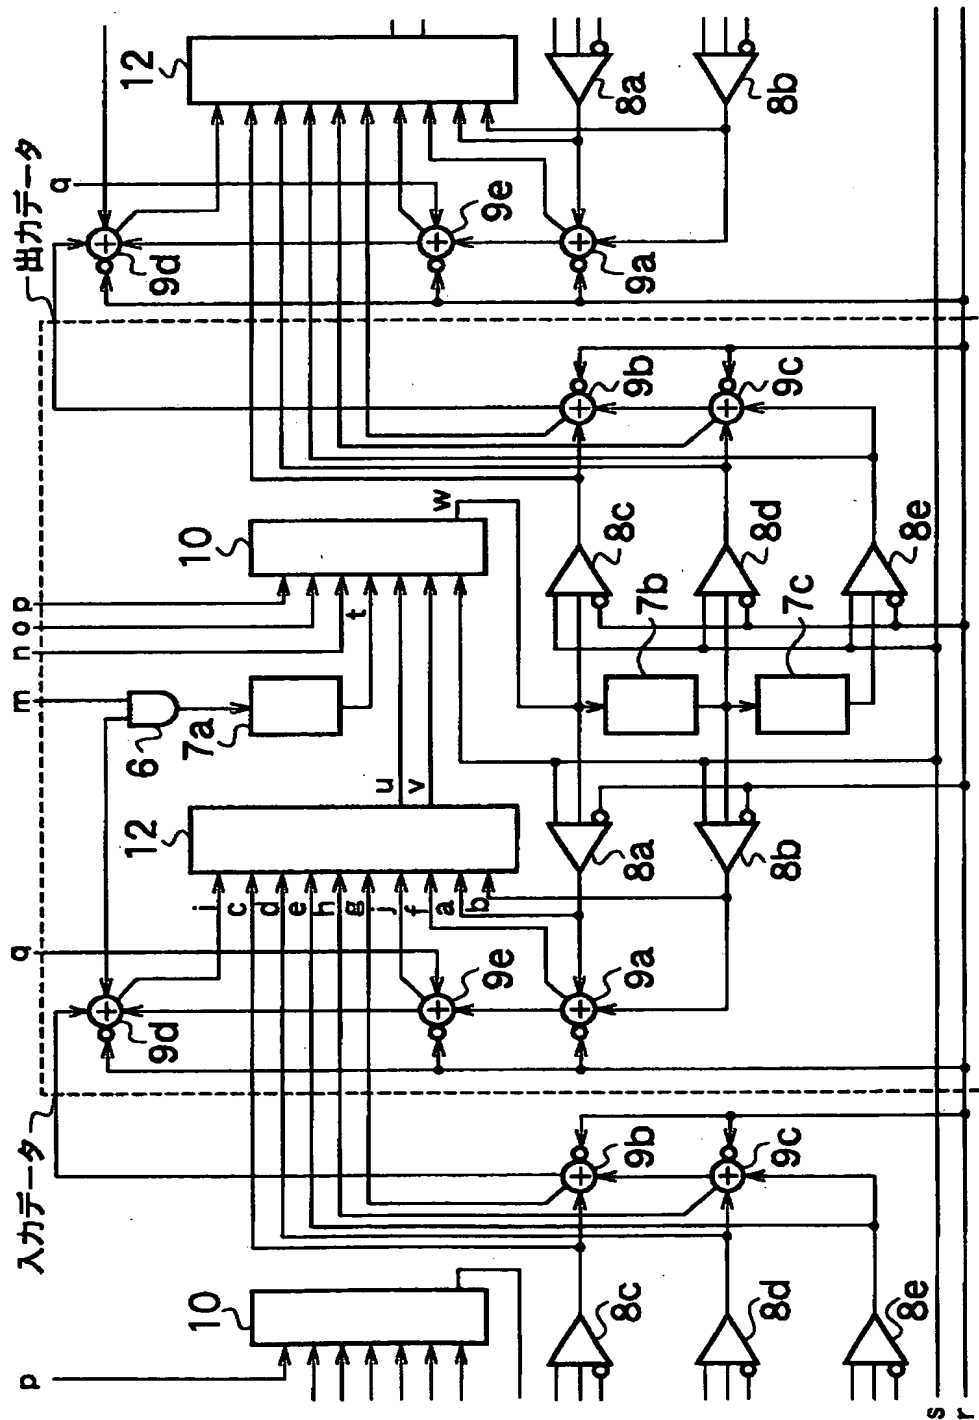 p
入力データ
q
m
n
o
p
出力データ
q
9d
12
6
9d
12
10
7a
10
i
c
d
e
h
g
j
f
a
b
t
u
v
w
9e
9e
8c
9b
9a
8a
7b
8c
9b
9a
8a
8d
9c
8b
7c
8d
9c
8b
8e
8e
s
r